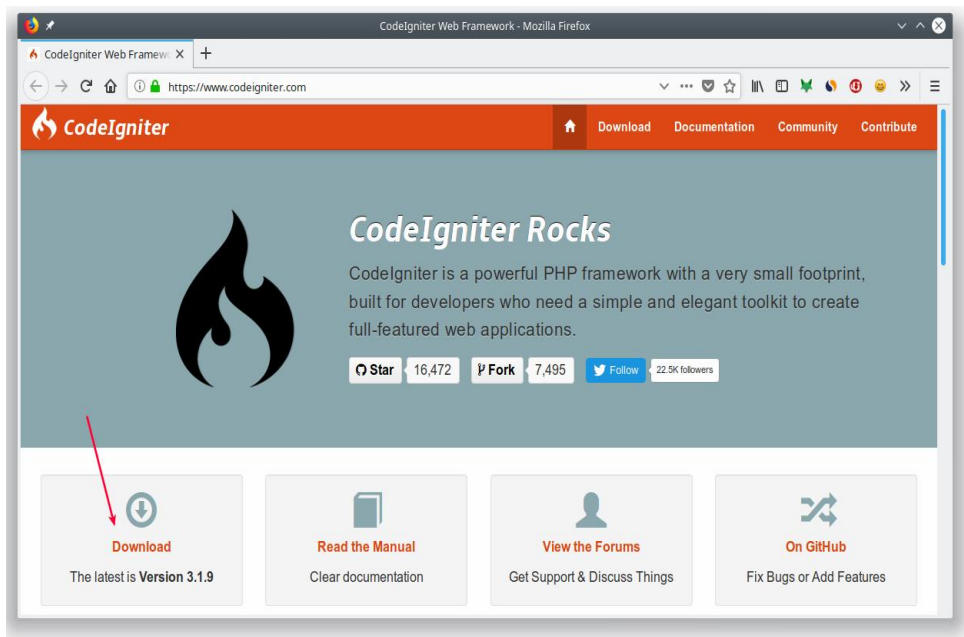 CodeIgniter Web Framework - Mozilla Firefox
CodeIgniter Web Framew
https://www.codeigniter.com
CodeIgniter
Download Documentation Community Contribute
CodeIgniter Rocks
CodeIgniter is a powerful PHP framework with a very small footprint,
built for developers who need a simple and elegant toolkit to create
full-featured web applications.
Star 16,472 Fork 7,495 Follow 22.5K followers
Download Read the Manual View the Forums On GitHub
The latest is Version 3.1.9 Clear documentation Get Support & Discuss Things Fix Bugs or Add Features